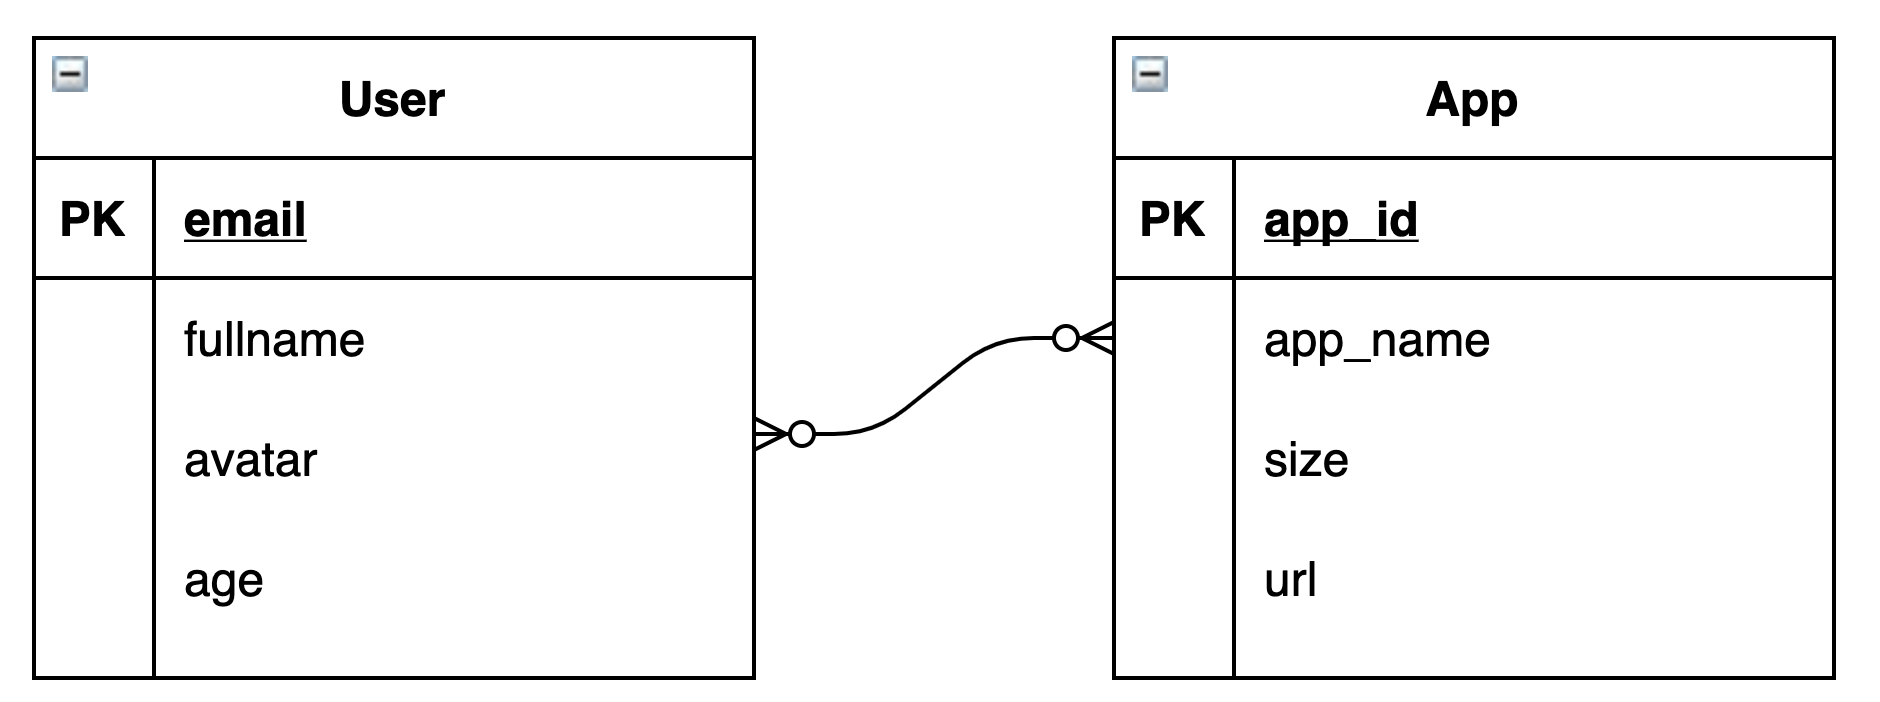 User
PK email
fullname
avatar
age
App
PK app_id
app_name
size
url